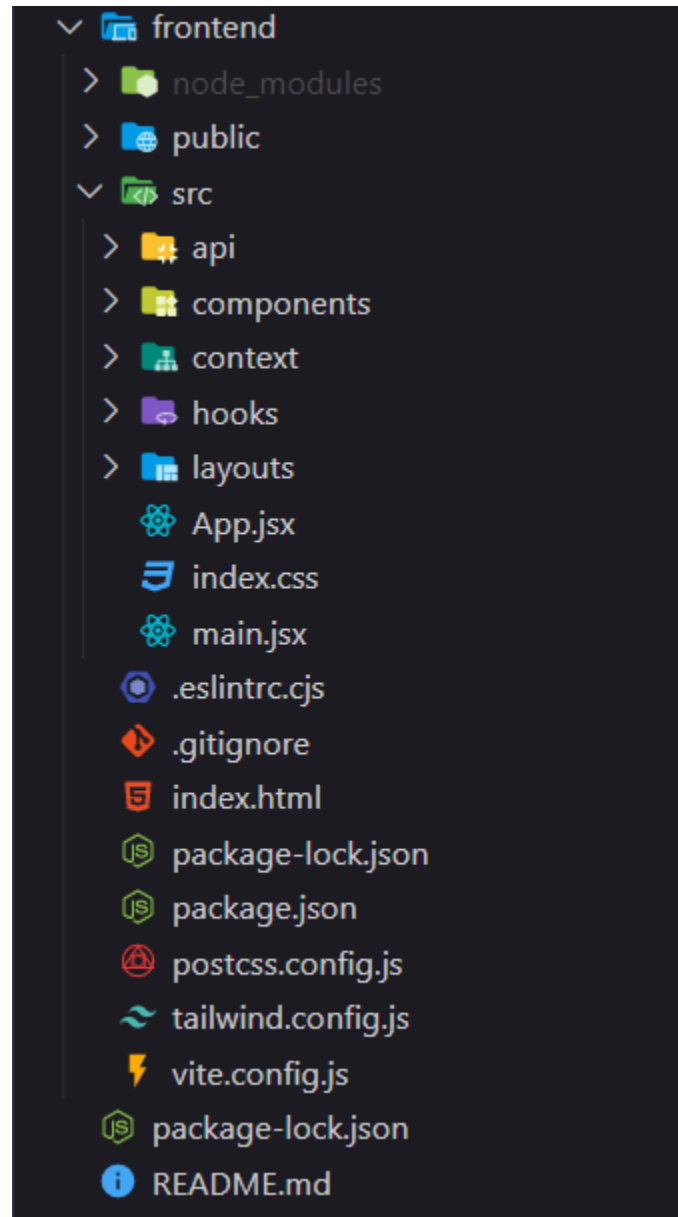 frontend
node_modules
public
src
api
components
context
hooks
layouts
App.jsx
index.css
main.jsx
.eslintrc.cjs
.gitignore
index.html
package-lock.json
package.json
postcss.config.js
tailwind.config.js
vite.config.js
package-lock.json
README.md